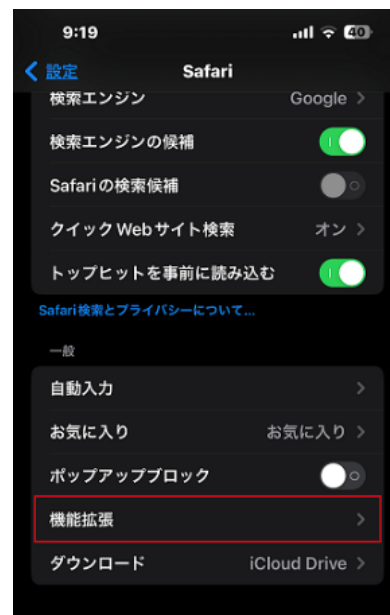 9:19 40
設定 Safari
検索エンジン Google
検索エンジンの候補
Safariの検索候補
クイック Web サイト検索 オン
トップヒットを事前に読み込む
Safari検索とプライバシーについて...
一般
自動入力
お気に入り お気に入り
ポップアップブロック
機能拡張
ダウンロード iCloud Drive